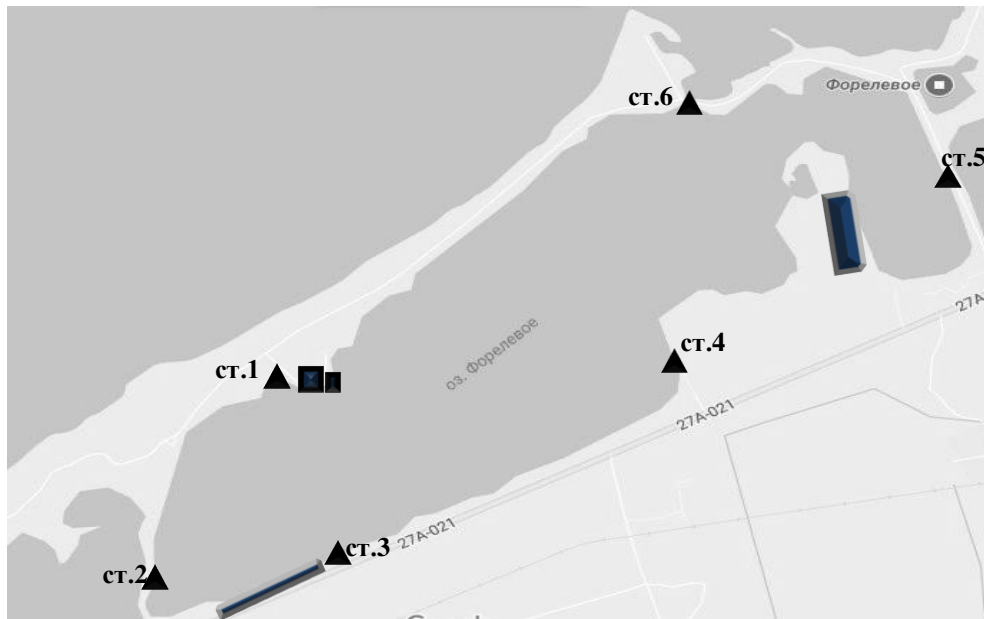 Форелевое
ст.6
ст.5
27А
оз. Форелевое
ст.4
ст.1
27А-021
27А-021
ст.3
ст.2